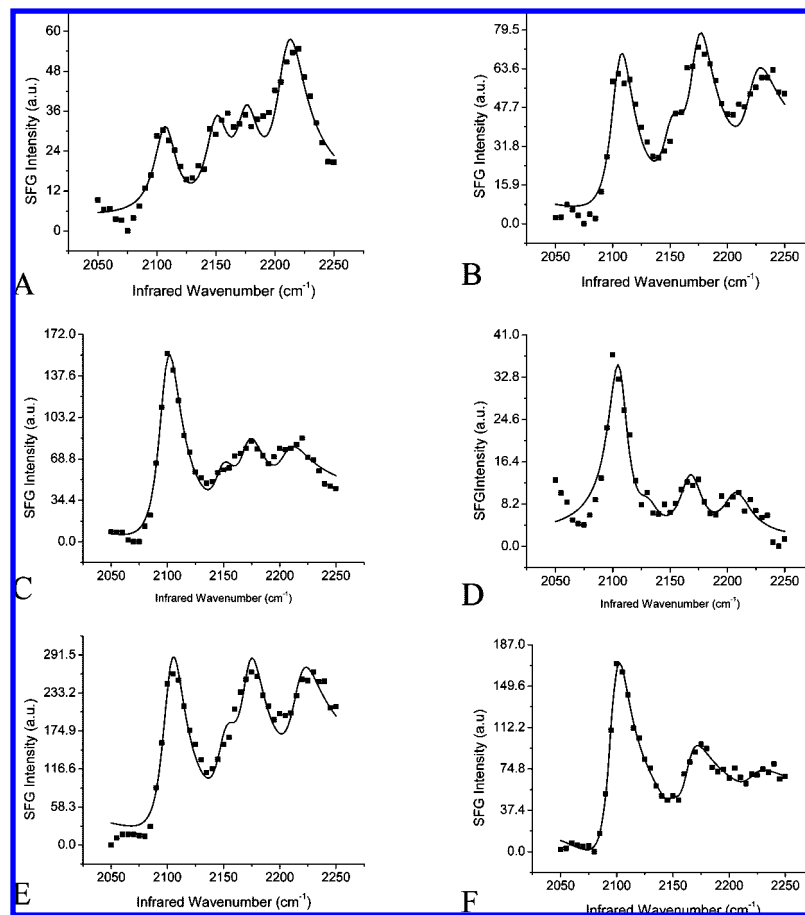 60
48
36
24
12
0
SFG Intensity (a.u.)
2050 2100 2150 2200 2250
Infrared Wavenumber (cm-1)
A
79.5
63.6
47.7
31.8
15.9
0.0
SFG Intensity (a.u.)
2050 2100 2150 2200 2250
Infrared Wavenumber (cm-1)
B
172.0
137.6
103.2
68.8
34.4
0.0
SFG Intensity (a.u.)
2050 2100 2150 2200 2250
Infrared Wavenumber (cm-1)
C
41.0
32.8
24.6
16.4
8.2
0.0
SFGIntensity (a.u.)
2050 2100 2150 2200 2250
Infrared Wavenumber (cm-1)
D
291.5
233.2
174.9
116.6
58.3
0.0
SFG Intensity (a.u.)
2050 2100 2150 2200 2250
Infrared Wavenumber (cm-1)
E
187.0
149.6
112.2
74.8
37.4
0.0
SFG Intensity (a.u)
2050 2100 2150 2200 2250
Infrared Wavenumber (cm-1)
F